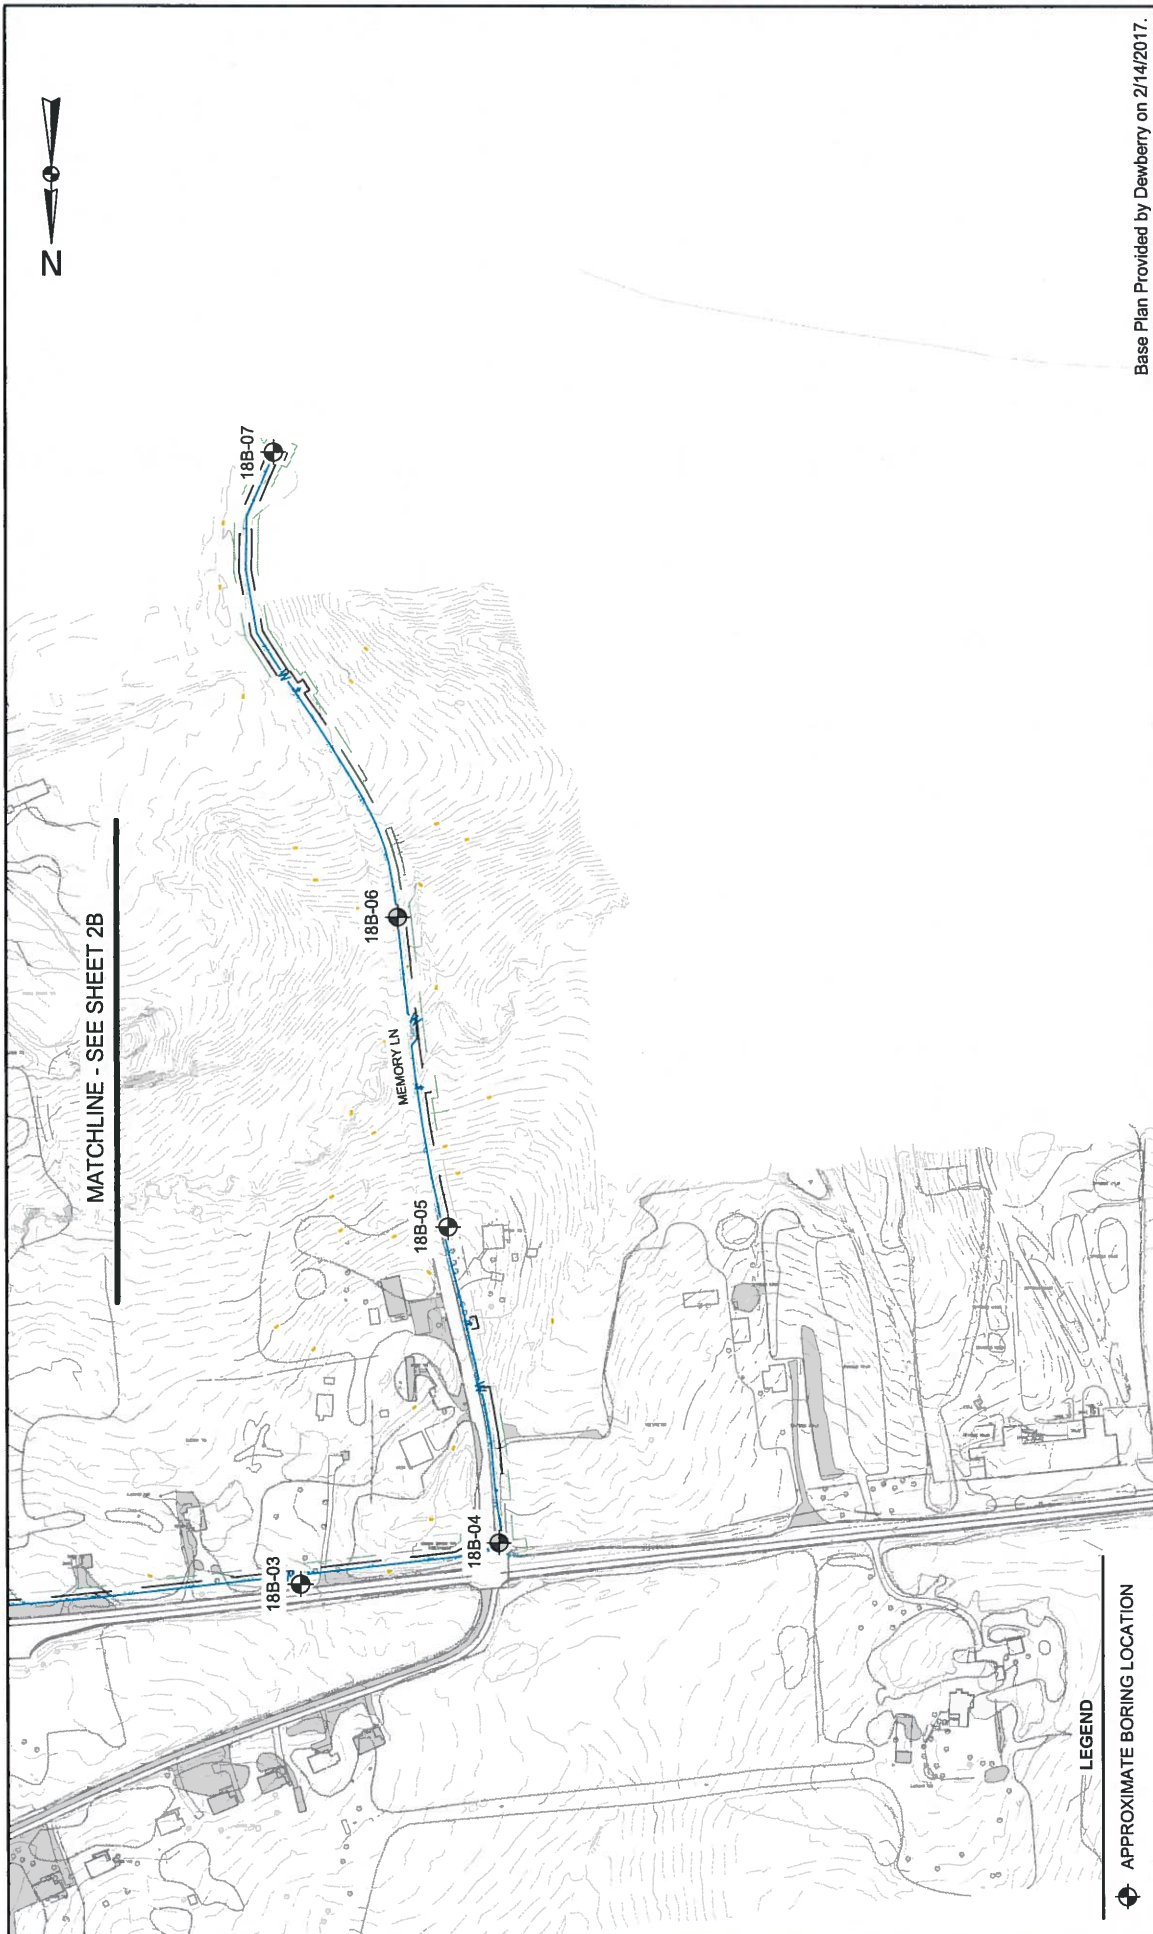 N
MATCHLINE - SEE SHEET 2B
18B-03
18B-04
18B-05
MEMORY LN
18B-06
18B-07
LEGEND
APPROXIMATE BORING LOCATION
Base Plan Provided by Dewberry on 2/14/2017.
W
W
W